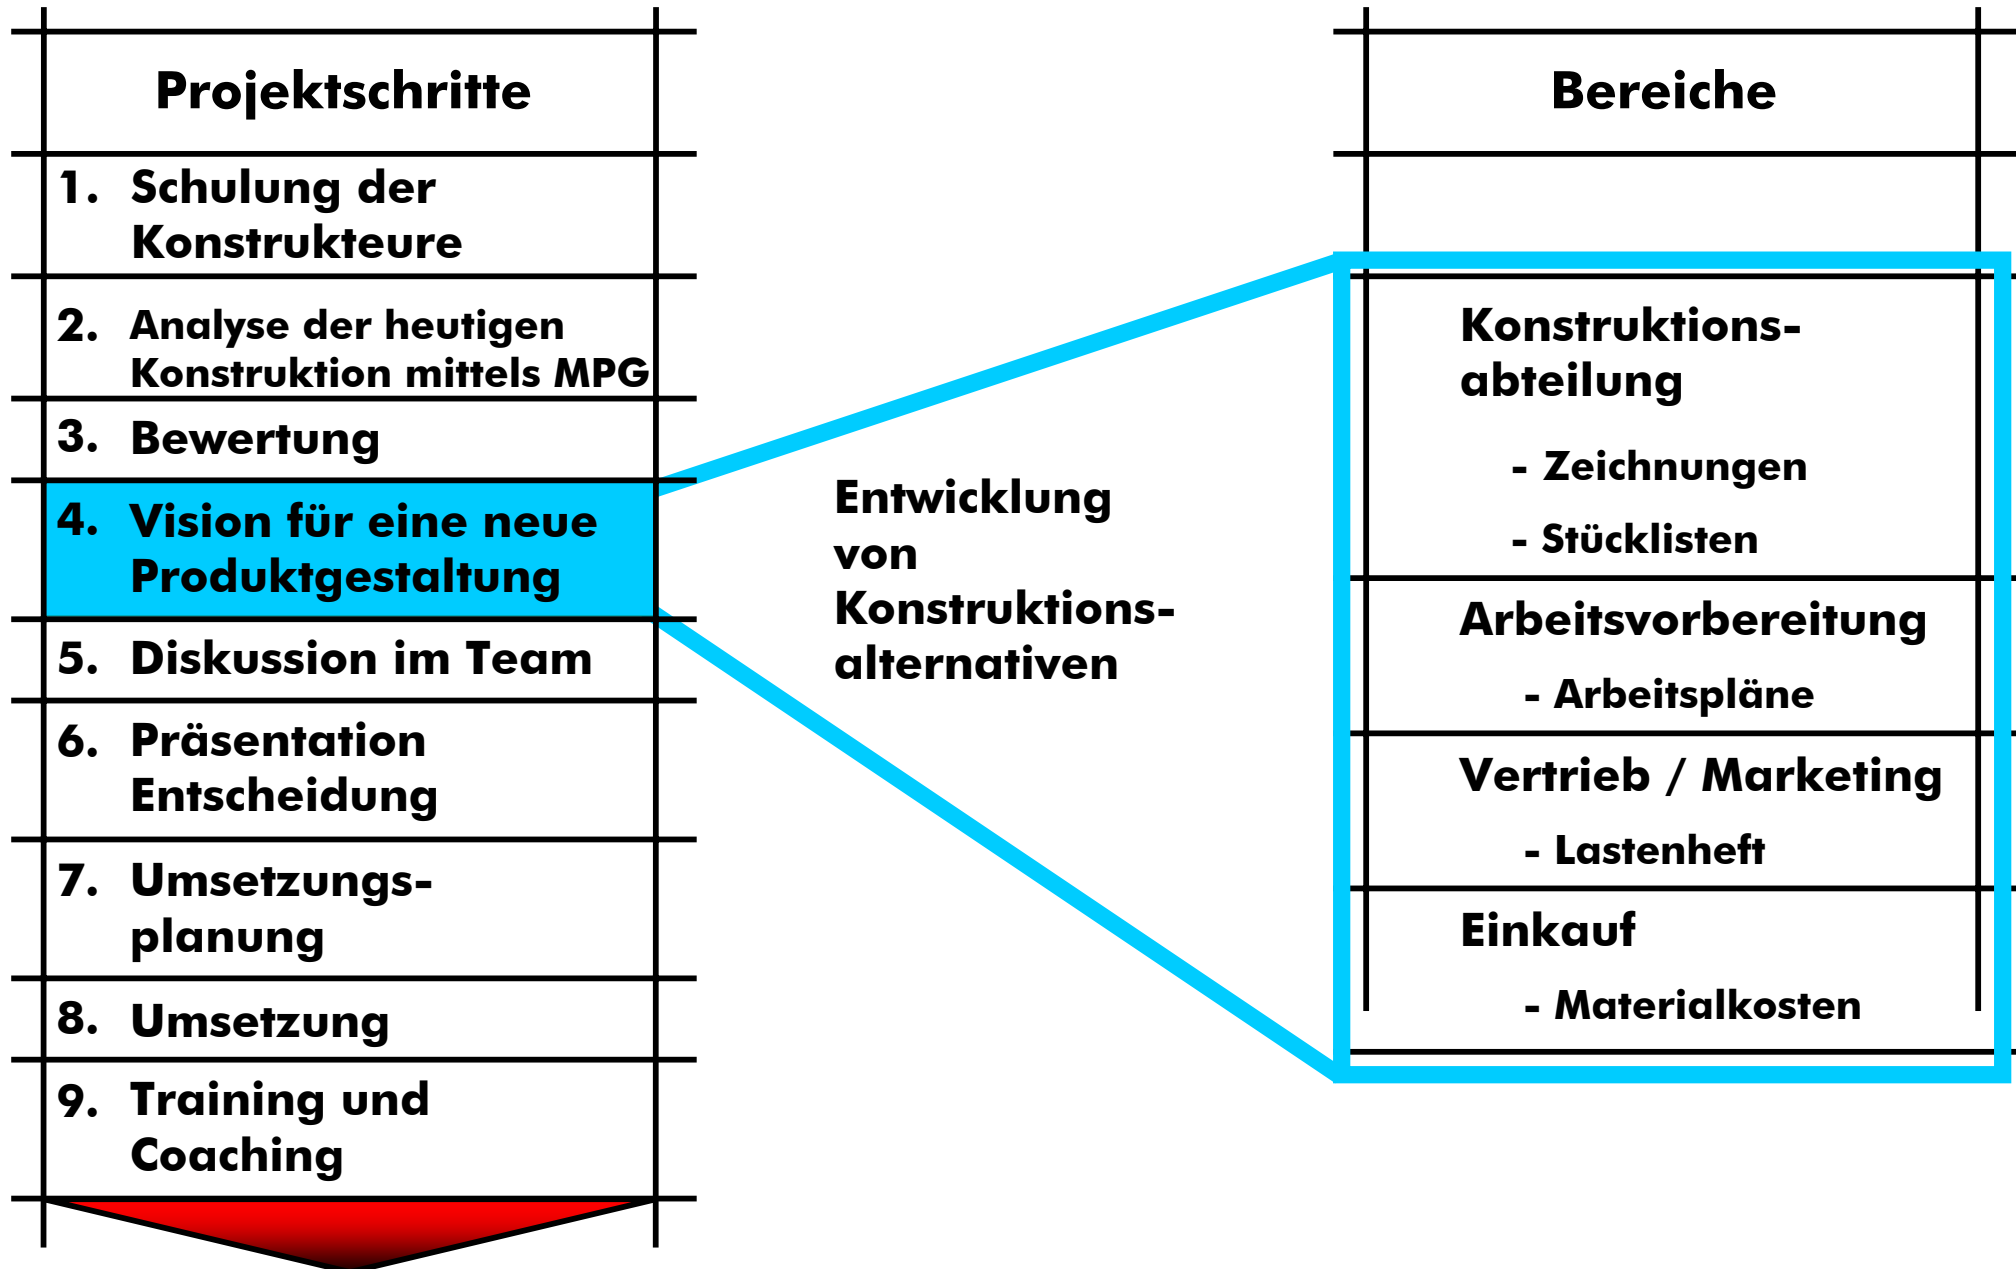 Projektschritte
1. Schulung der
Konstrukteure
2. Analyse der heutigen
Konstruktion mittels MPG
3. Bewertung
4. Vision für eine neue
Produktgestaltung
5. Diskussion im Team
6. Präsentation
Entscheidung
7. Umsetzungs-
planung
8. Umsetzung
9. Training und
Coaching
Entwicklung
von
Konstruktions-
alternativen
Bereiche
Konstruktions-
abteilung
- Zeichnungen
- Stücklisten
Arbeitsvorbereitung
- Arbeitspläne
Vertrieb / Marketing
- Lastenheft
Einkauf
- Materialkosten